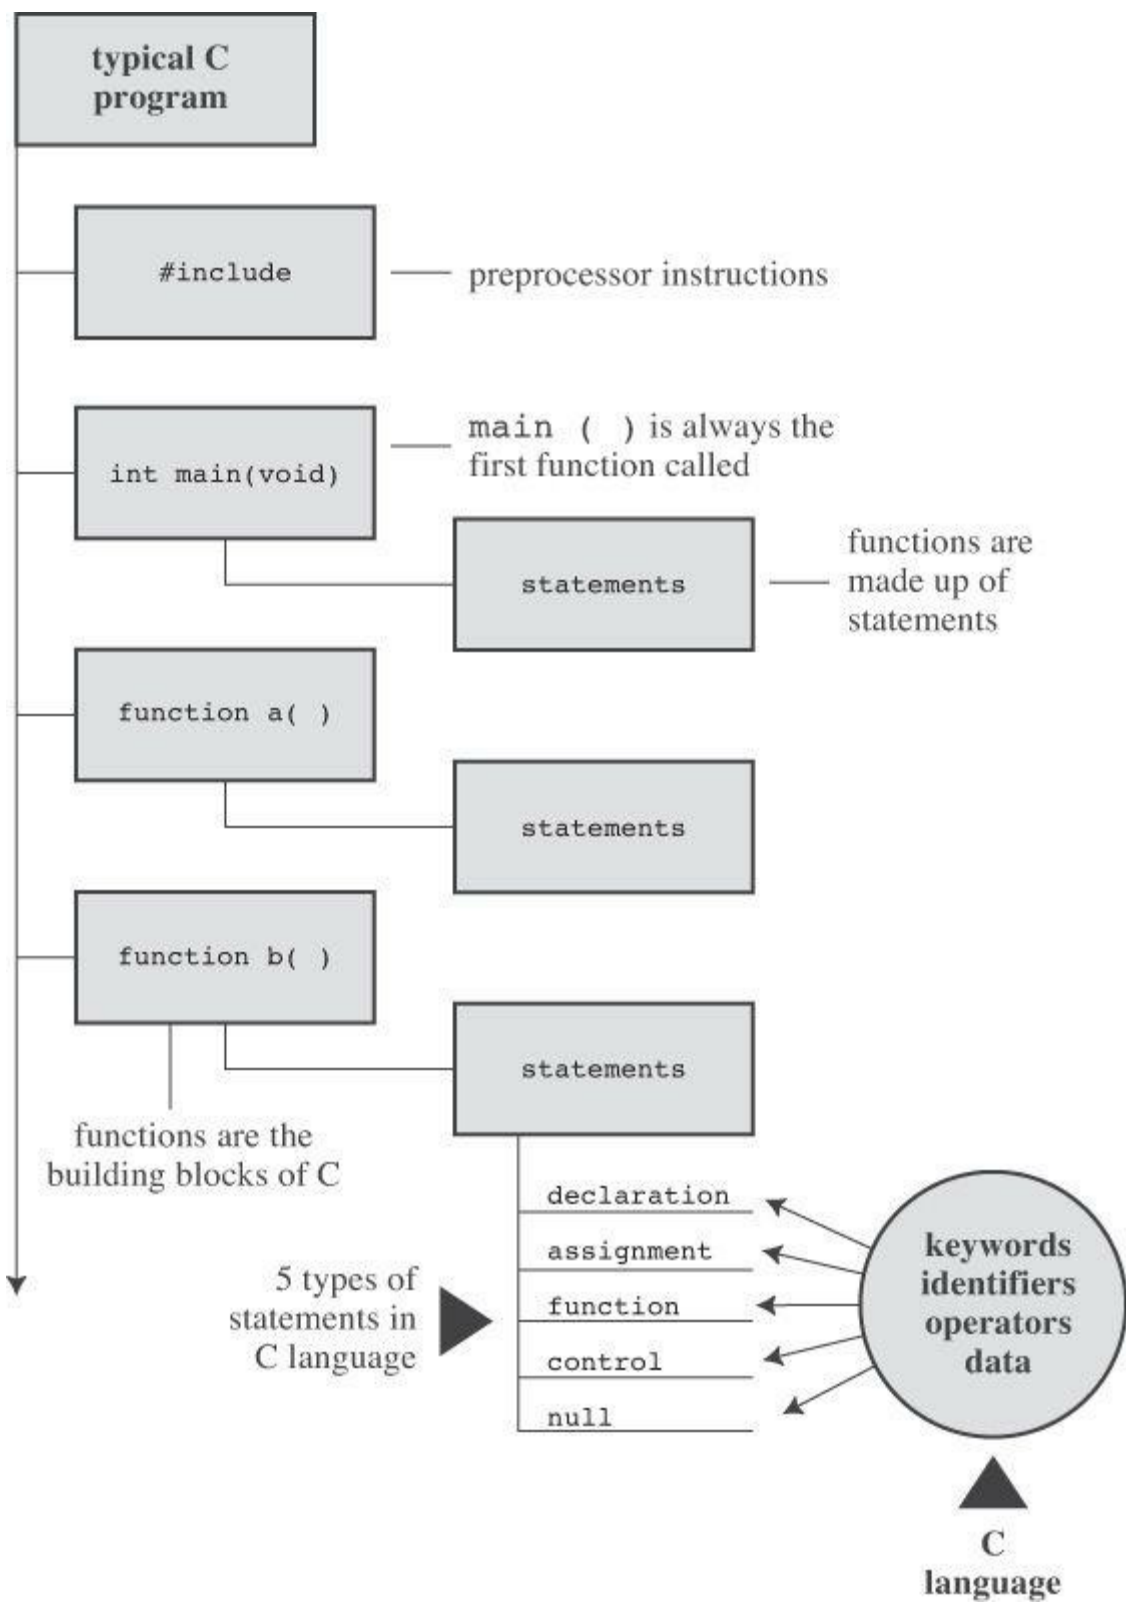 typical C
program
#include
preprocessor instructions
main ( ) is always the
first function called
int main(void)
statements
functions are
made up of
statements
function a( )
statements
function b( )
statements
functions are the
building blocks of C
declaration
assignment
function
control
null
5 types of
statements in
C language
keywords
identifiers
operators
data
C
language